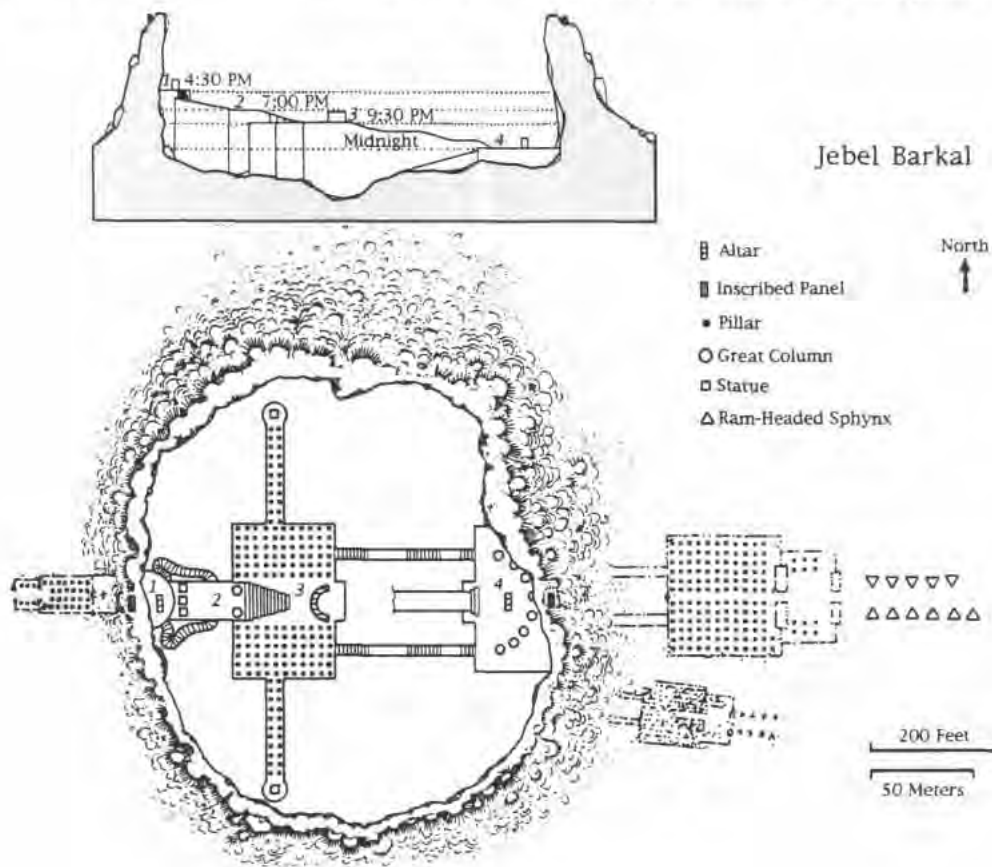 1 4:30 PM
2 7:00 PM
3 9:30 PM
Midnight 4
Jebel Barkal
Altar
North
Inscribed Panel
Pillar
Great Column
Statue
Ram-Headed Sphynx
1 2 3 4
200 Feet
50 Meters